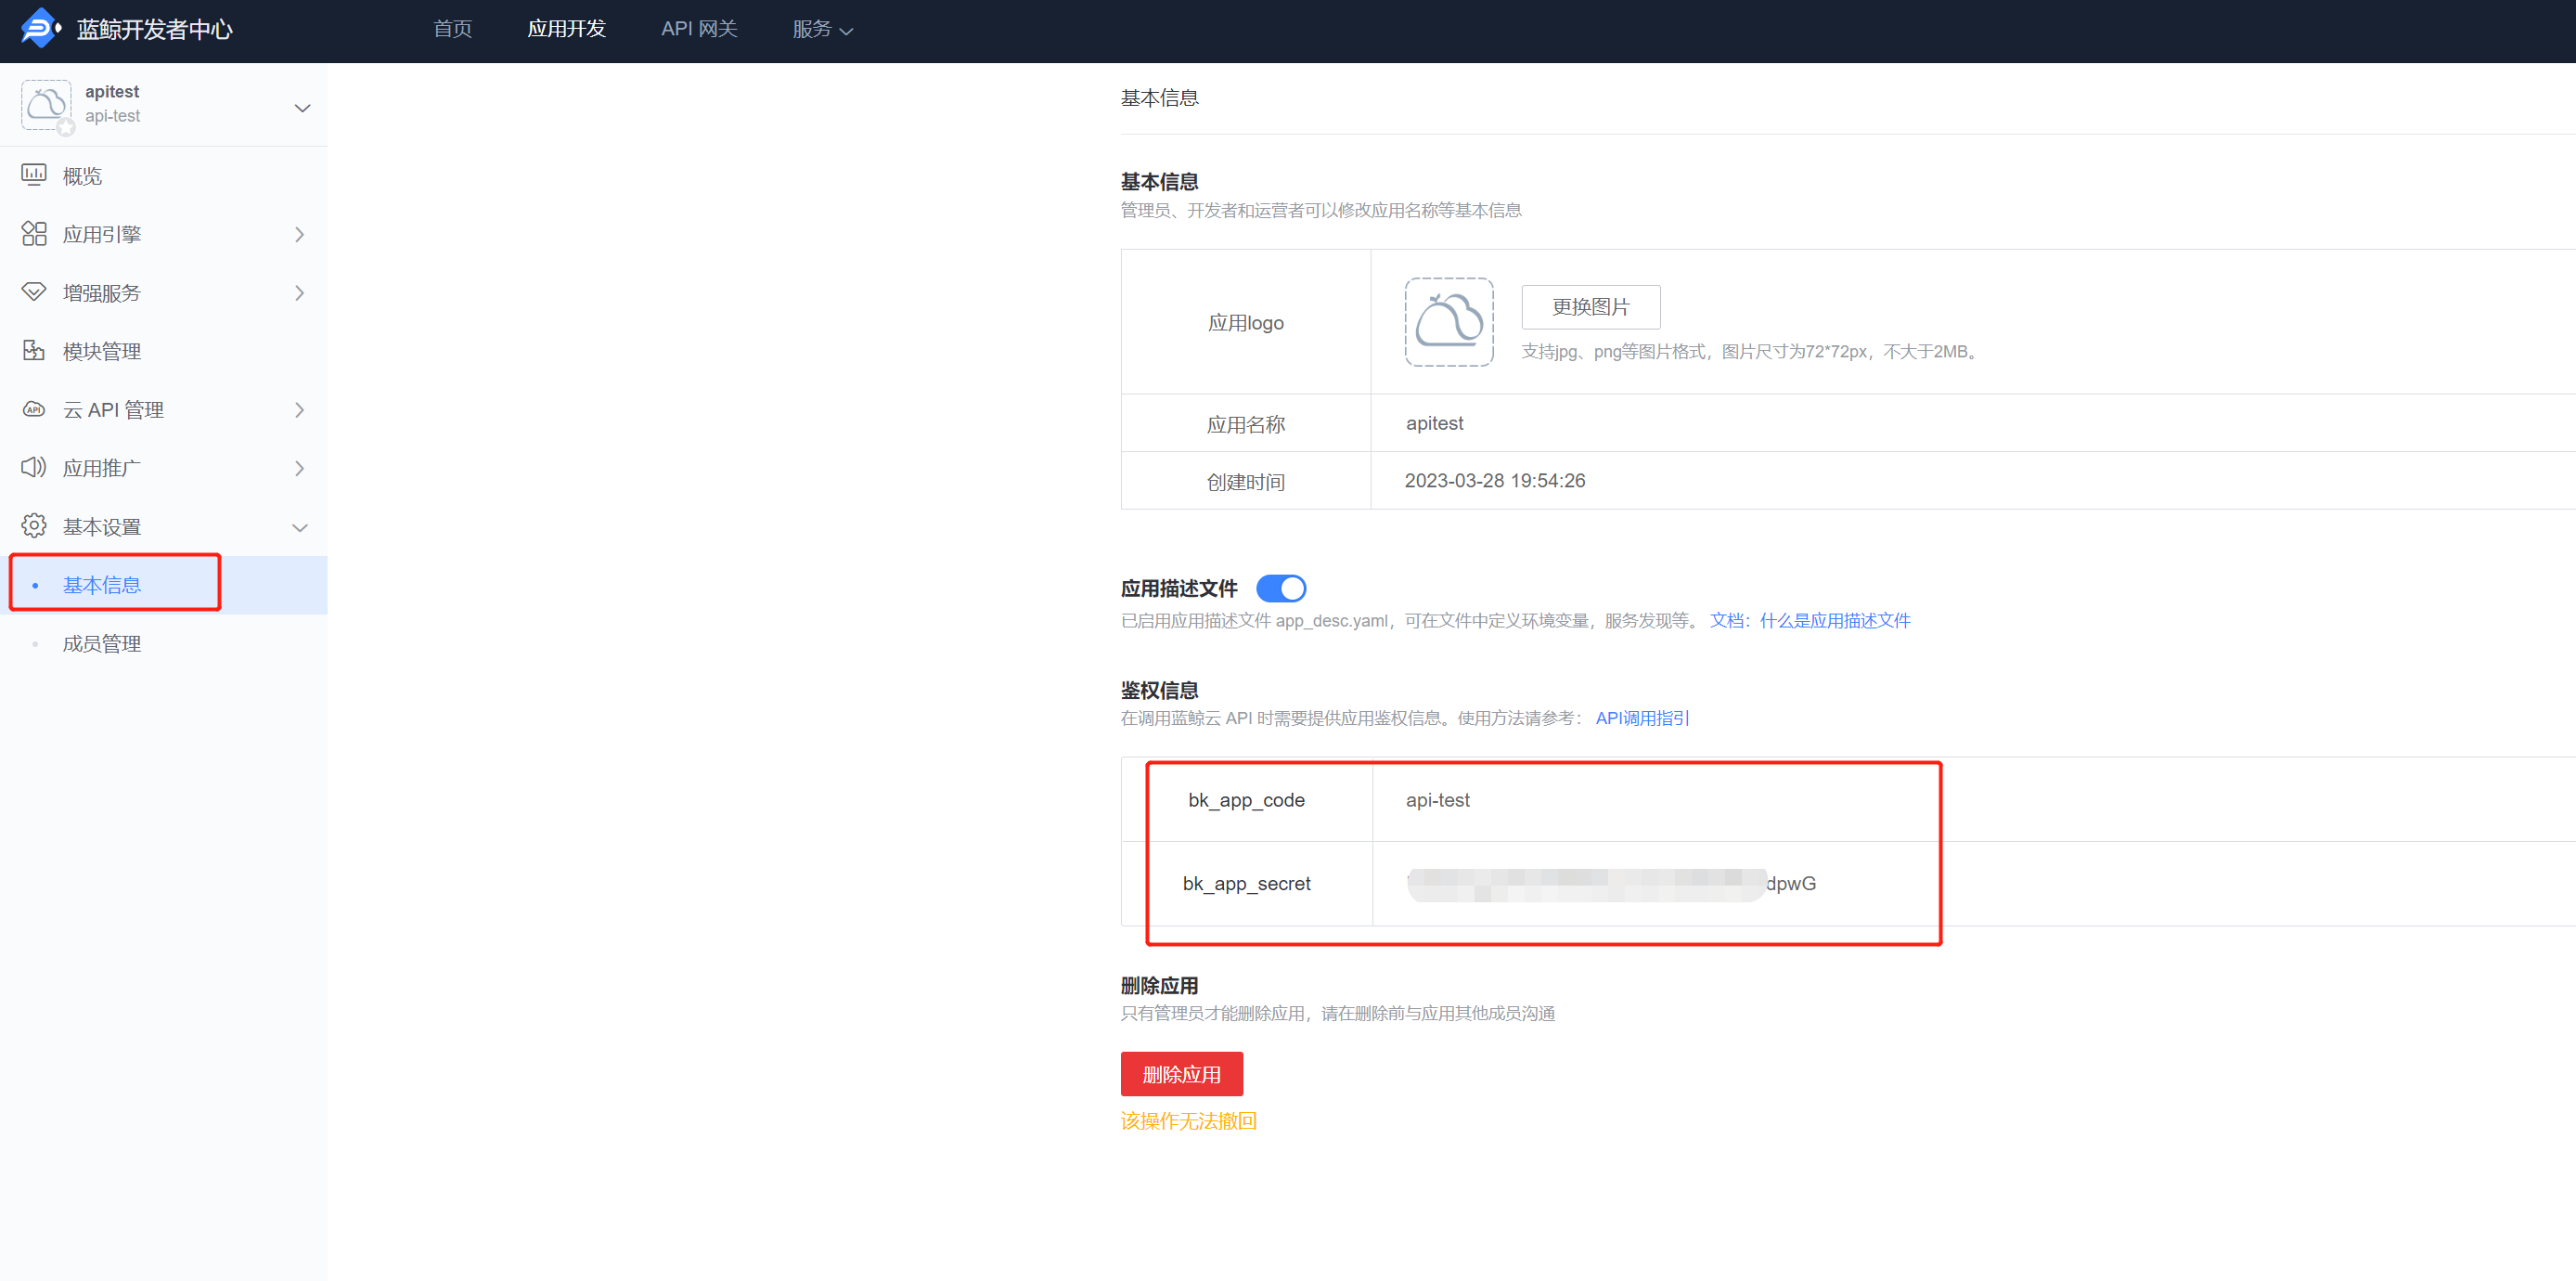 蓝鲸开发者中心
首页
应用开发
API 网关
服务
apitest
api-test
概览
应用引擎
增强服务
模块管理
云 API 管理
应用推广
基本设置
基本信息
成员管理
基本信息
基本信息
管理员、开发者和运营者可以修改应用名称等基本信息
应用logo
更换图片
支持jpg、png等图片格式，图片尺寸为72*72px，不大于2MB。
应用名称
apitest
创建时间
2023-03-28 19:54:26
应用描述文件
已启用应用描述文件 app_desc.yaml，可在文件中定义环境变量，服务发现等。 文档：什么是应用描述文件
鉴权信息
在调用蓝鲸云 API 时需要提供应用鉴权信息。使用方法请参考： API调用指引
bk_app_code
api-test
bk_app_secret
dpwG
删除应用
只有管理员才能删除应用，请在删除前与应用其他成员沟通
删除应用
该操作无法撤回